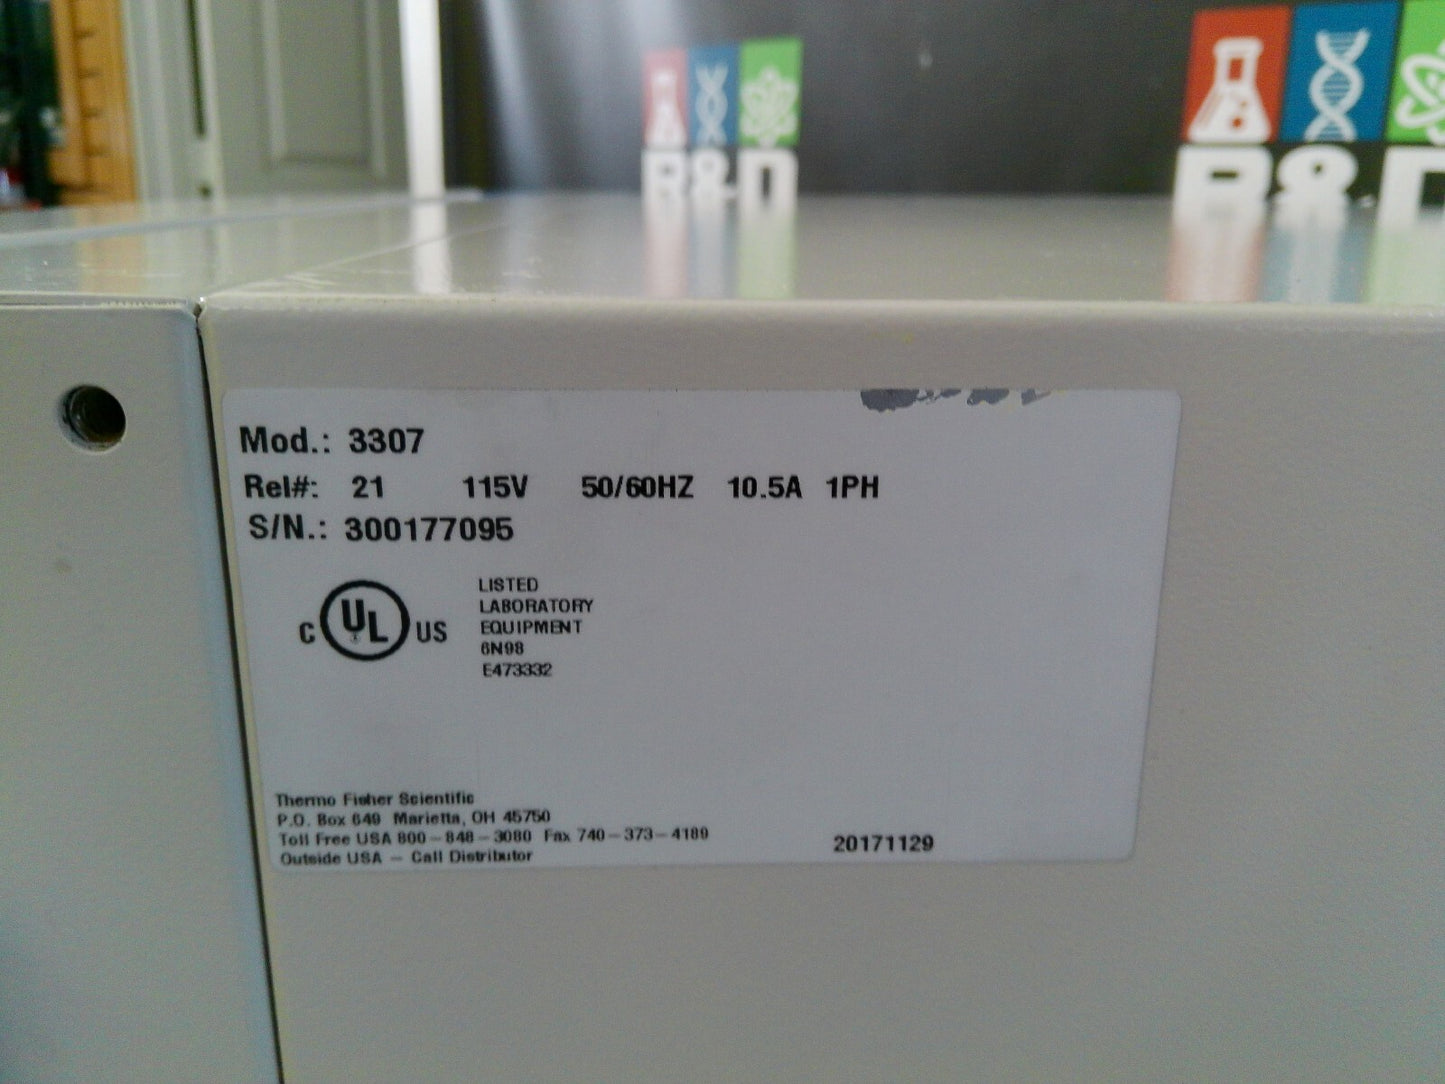 R&D
R&D
Mod.: 3307
Rel#: 21 115V 50/60HZ 10.5A 1PH
S/N.: 300177095
C UL US
LISTED
LABORATORY
EQUIPMENT
6N98
E473332
Thermo Fisher Scientific
P.O. Box 649 Marietta, OH 45750
Toll Free USA 800-848-3080 Fax 740-373-4189
Outside USA - Call Distributor
20171129